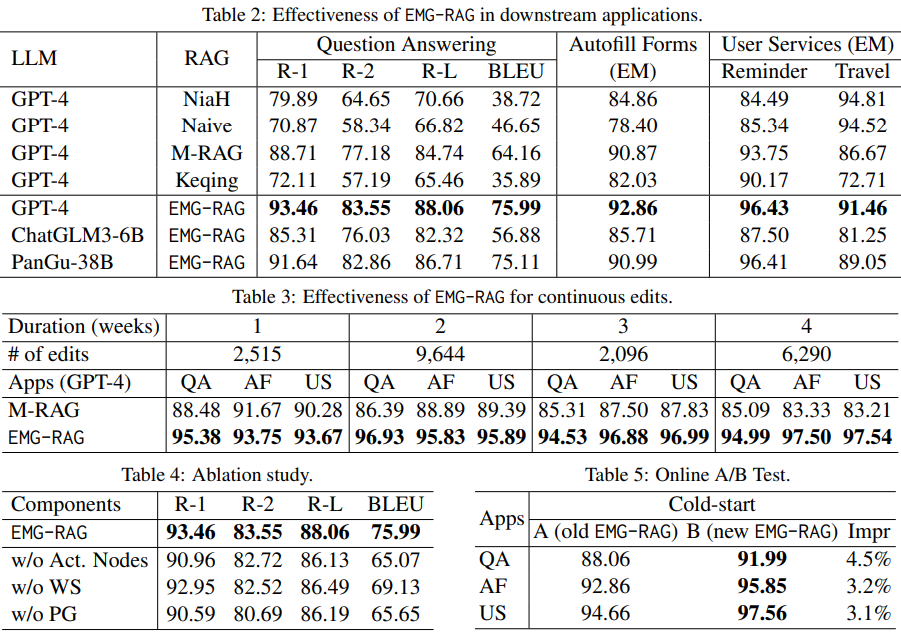 Table 2: Effectiveness of EMG-RAG in downstream applications.
LLM RAG Question Answering Autofill Forms User Services (EM)
R-1 R-2 R-L BLEU (EM) Reminder Travel
GPT-4 NiaH 79.89 64.65 70.66 38.72 84.86 84.49 94.81
GPT-4 Naive 70.87 58.34 66.82 46.65 78.40 85.34 94.52
GPT-4 M-RAG 88.71 77.18 84.74 64.16 90.87 93.75 86.67
GPT-4 Keqing 72.11 57.19 65.46 35.89 82.03 90.17 72.71
GPT-4 EMG-RAG 93.46 83.55 88.06 75.99 92.86 96.43 91.46
ChatGLM3-6B EMG-RAG 85.31 76.03 82.32 56.88 85.71 87.50 81.25
PanGu-38B EMG-RAG 91.64 82.86 86.71 75.11 90.99 96.41 89.05
Table 3: Effectiveness of EMG-RAG for continuous edits.
Duration (weeks) 1 2 3 4
# of edits 2,515 9,644 2,096 6,290
Apps (GPT-4) QA AF US QA AF US QA AF US QA AF US
M-RAG 88.48 91.67 90.28 86.39 88.89 89.39 85.31 87.50 87.83 85.09 83.33 83.21
EMG-RAG 95.38 93.75 93.67 96.93 95.83 95.89 94.53 96.88 96.99 94.99 97.50 97.54
Table 4: Ablation study.
Components R-1 R-2 R-L BLEU
EMG-RAG 93.46 83.55 88.06 75.99
w/o Act. Nodes 90.96 82.72 86.13 65.07
w/o WS 92.95 82.52 86.49 69.13
w/o PG 90.59 80.69 86.19 65.65
Table 5: Online A/B Test.
Apps Cold-start
A (old EMG-RAG) B (new EMG-RAG) Impr
QA 88.06 91.99 4.5%
AF 92.86 95.85 3.2%
US 94.66 97.56 3.1%